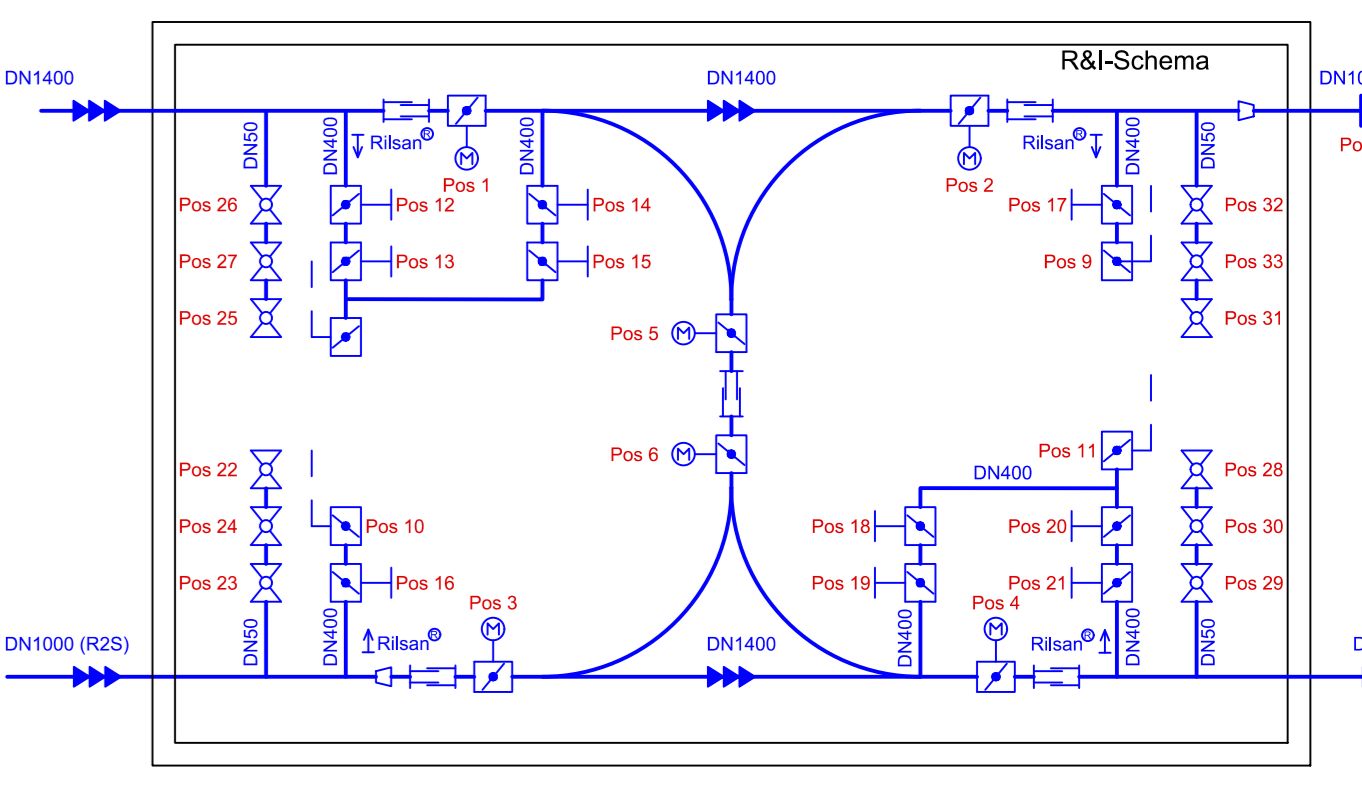 R&I-Schema
DN1400
DN1400
DN50
DN400
Rilsan®
M
Pos 1
DN400
M
Pos 2
Rilsan®
DN400
DN50
Pos 26
Pos 12
Pos 14
Pos 17
Pos 32
Pos 27
Pos 13
Pos 15
Pos 9
Pos 33
Pos 25
Pos 31
Pos 5
M
Pos 6
M
Pos 11
Pos 22
DN400
Pos 28
Pos 24
Pos 10
Pos 18
Pos 20
Pos 30
Pos 23
Pos 16
Pos 19
Pos 21
Pos 29
Pos 3
M
Pos 4
M
DN1000 (R2S)
DN50
DN400
Rilsan®
DN1400
DN400
Rilsan®
DN400
DN50